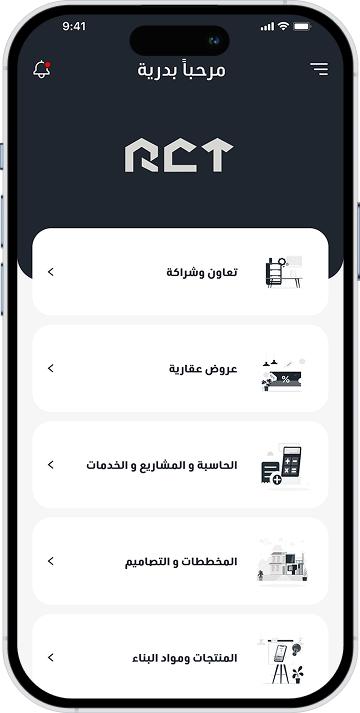 9:41
مرحباً بدرية
RCT
تعاون وشراكة
%
عروض عقارية
الحاسبة و المشاريع و الخدمات
المخططات و التصاميم
المنتجات ومواد البناء